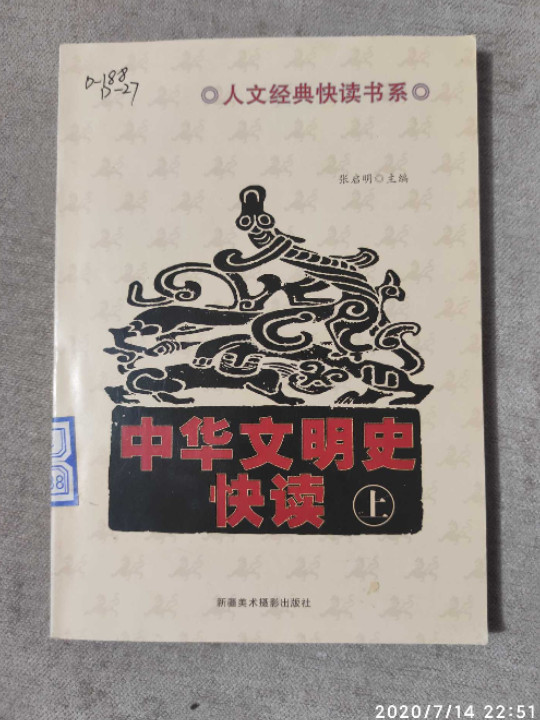 D-188
D-27
◎人文经典快读书系◎
张启明◎主编
中华文明史
快读 上
新疆美术摄影出版社
2020/7/14 22:51